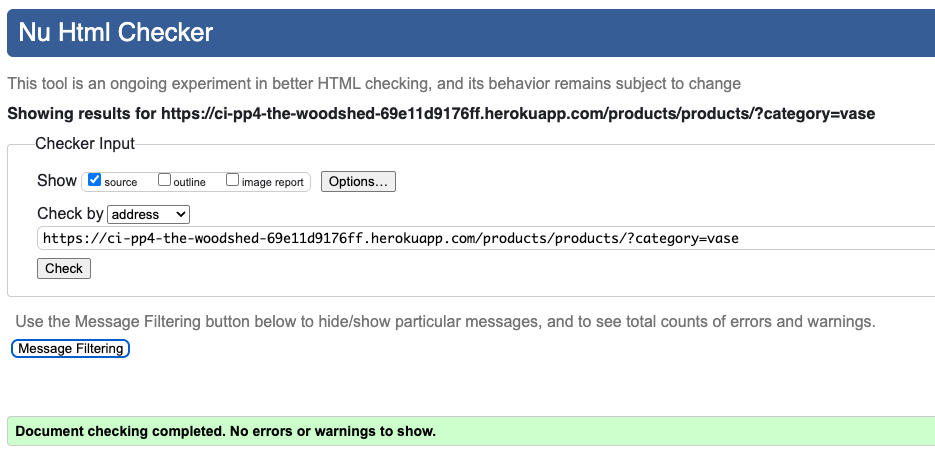 Nu Html Checker
This tool is an ongoing experiment in better HTML checking, and its behavior remains subject to change
Showing results for https://ci-pp4-the-woodshed-69e11d9176ff.herokuapp.com/products/products/?category=vase
Checker Input
Show source outline image report Options...
Check by address
https://ci-pp4-the-woodshed-69e11d9176ff.herokuapp.com/products/products/?category=vase
Check
Use the Message Filtering button below to hide/show particular messages, and to see total counts of errors and warnings.
Message Filtering
Document checking completed. No errors or warnings to show.